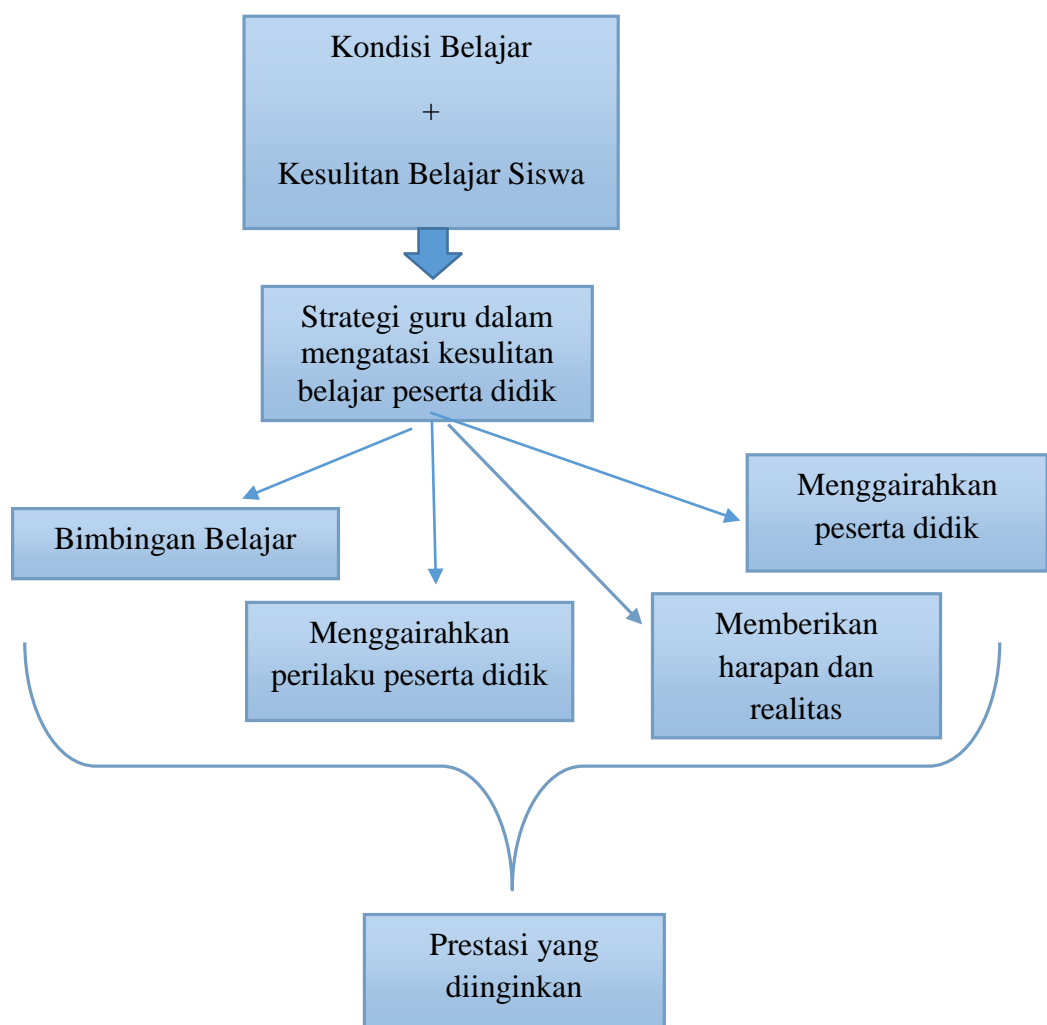 Kondisi Belajar
+
Kesulitan Belajar Siswa
Strategi guru dalam
mengatasi kesulitan
belajar peserta didik
Bimbingan Belajar
Menggairahkan
perilaku peserta didik
Memberikan
harapan dan
realitas
Menggairahkan
peserta didik
Prestasi yang
diinginkan